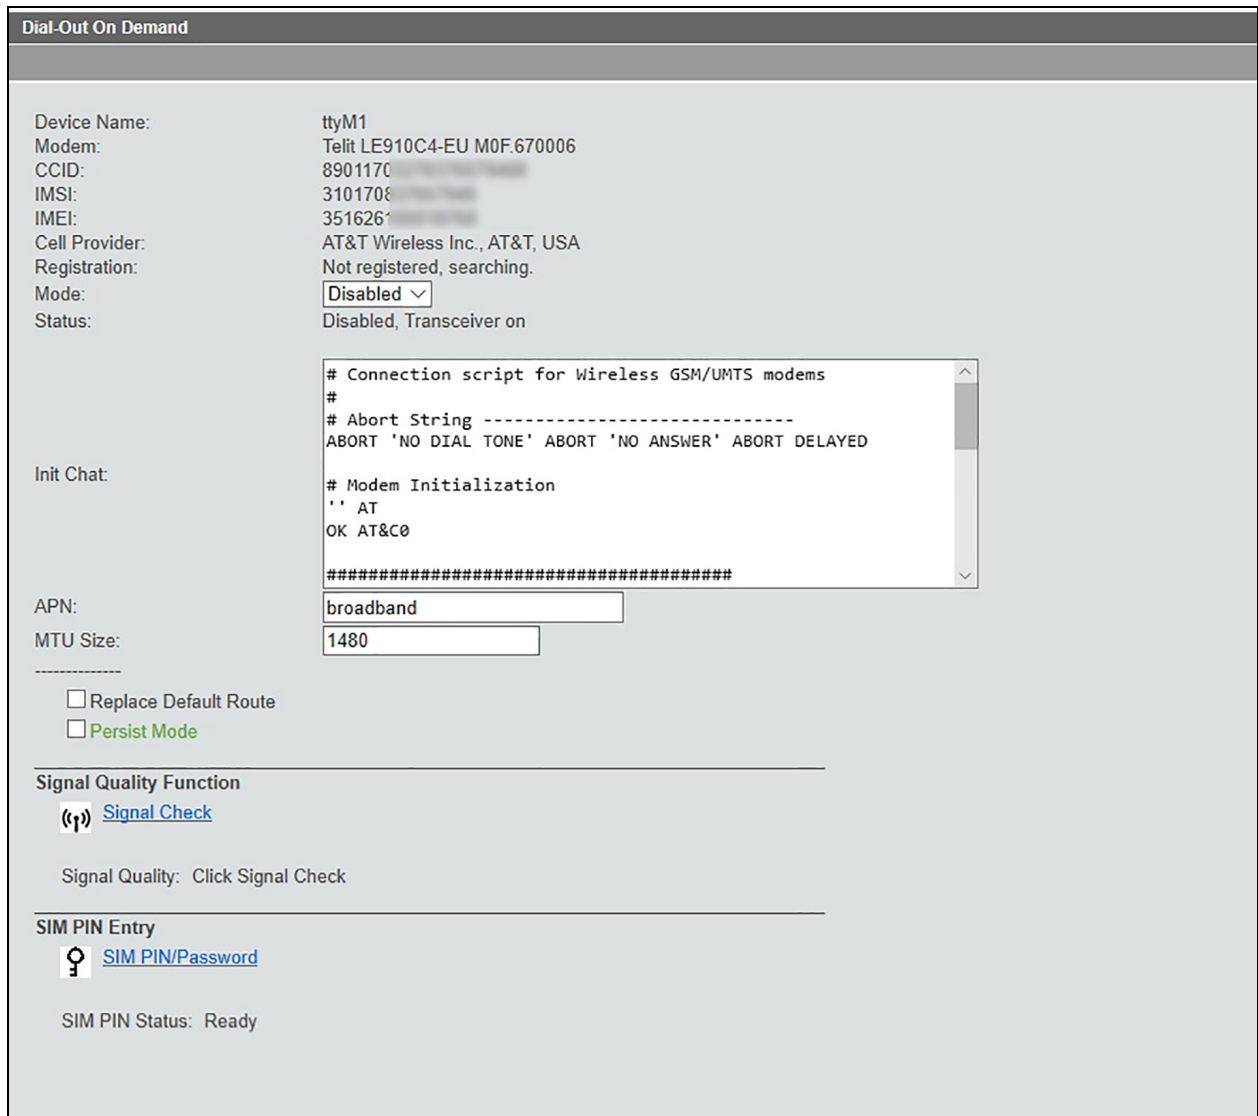 Dial-Out On Demand
Device Name: ttyM1
Modem: Telit LE910C4-EU M0F.670006
CCID: 8901170
IMSI: 3101708
IMEI: 3516261
Cell Provider: AT&T Wireless Inc., AT&T, USA
Registration: Not registered, searching.
Mode: Disabled
Status: Disabled, Transceiver on
Init Chat:
# Connection script for Wireless GSM/UMTS modems
#
# Abort String ------------------------------
ABORT 'NO DIAL TONE' ABORT 'NO ANSWER' ABORT DELAYED
# Modem Initialization
'' AT
OK AT&C0
#######################################
APN: broadband
MTU Size: 1480
--------------
Replace Default Route
Persist Mode
Signal Quality Function
Signal Check
Signal Quality: Click Signal Check
SIM PIN Entry
SIM PIN/Password
SIM PIN Status: Ready